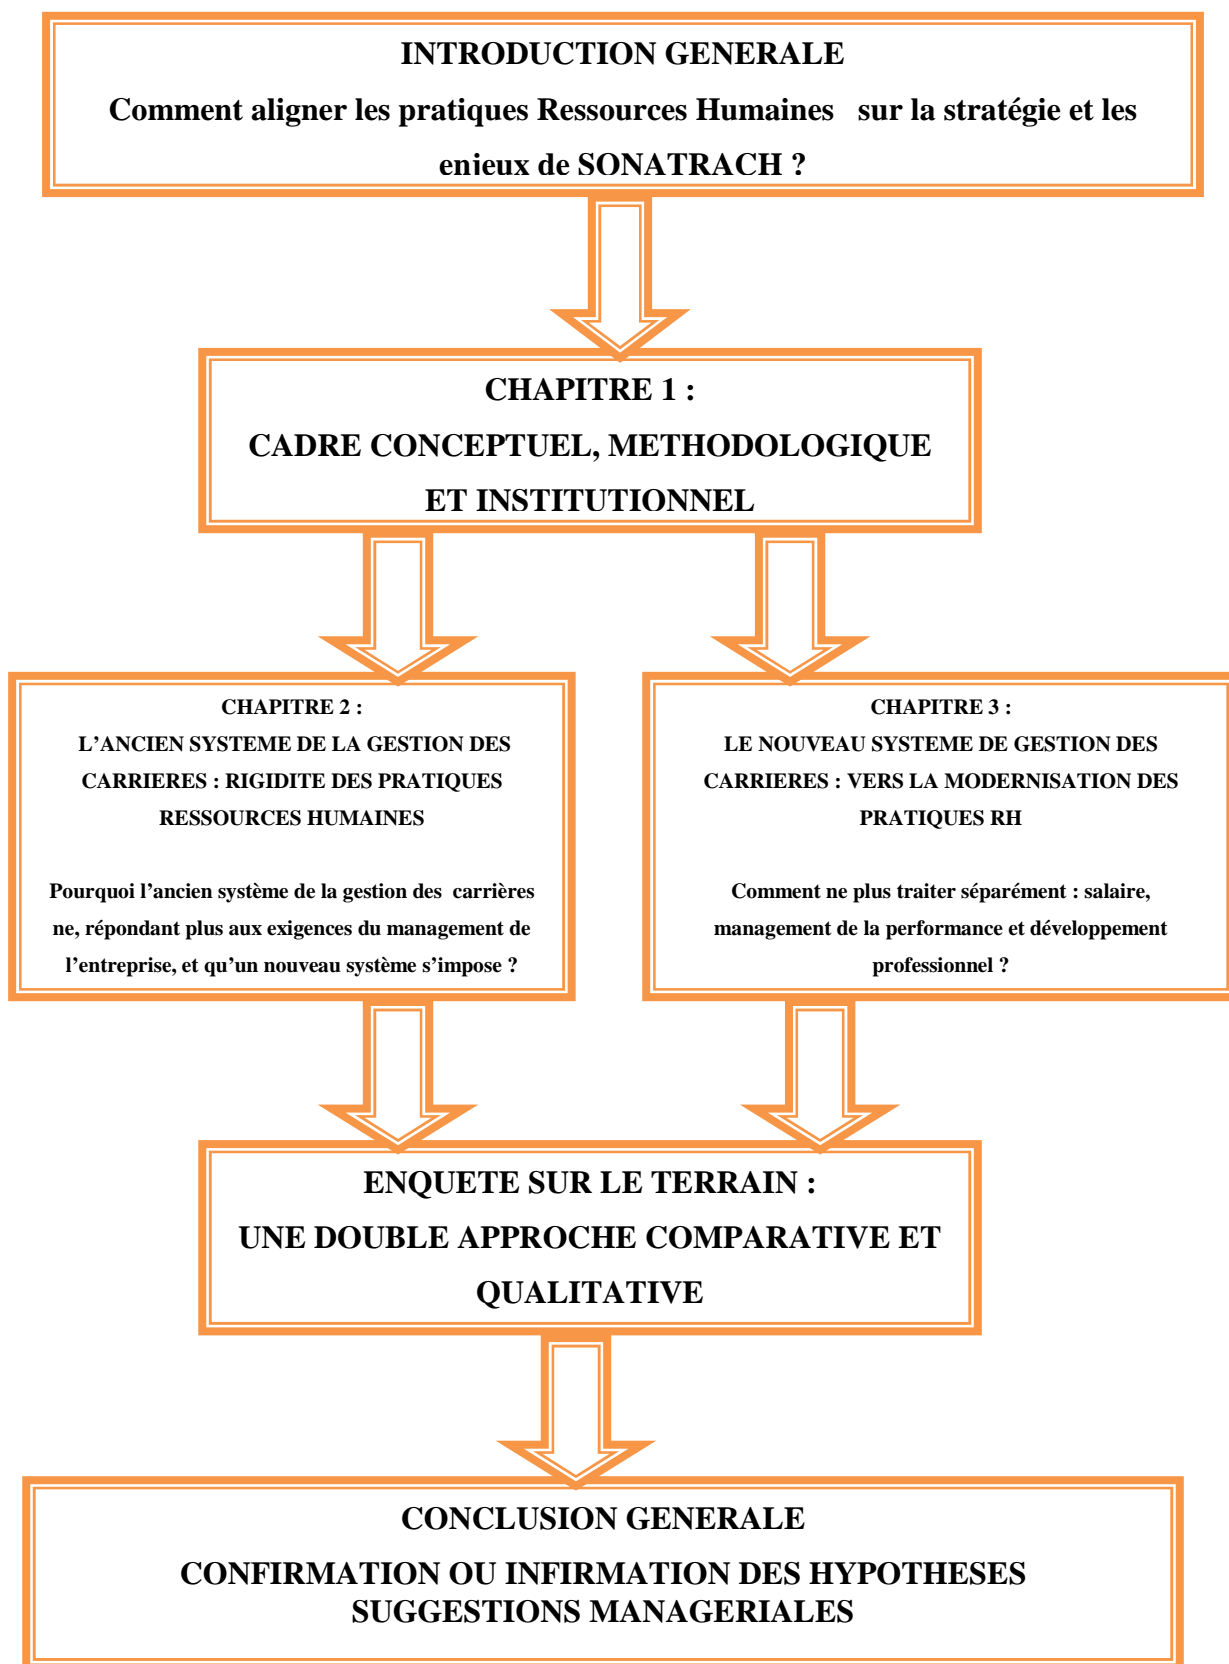 INTRODUCTION GENERALE
Comment aligner les pratiques Ressources Humaines sur la stratégie et les
enjeux de SONATRACH ?
CHAPITRE 1 :
CADRE CONCEPTUEL, METHODOLOGIQUE
ET INSTITUTIONNEL
CHAPITRE 2 :
L’ANCIEN SYSTEME DE LA GESTION DES
CARRIERES : RIGIDITE DES PRATIQUES
RESSOURCES HUMAINES
Pourquoi l’ancien système de la gestion des carrières
ne, répondant plus aux exigences du management de
l’entreprise, et qu’un nouveau système s’impose ?
CHAPITRE 3 :
LE NOUVEAU SYSTEME DE GESTION DES
CARRIERES : VERS LA MODERNISATION DES
PRATIQUES RH
Comment ne plus traiter séparément : salaire,
management de la performance et développement
professionnel ?
ENQUETE SUR LE TERRAIN :
UNE DOUBLE APPROCHE COMPARATIVE ET
QUALITATIVE
CONCLUSION GENERALE
CONFIRMATION OU INFIRMATION DES HYPOTHESES
SUGGESTIONS MANAGERIALES